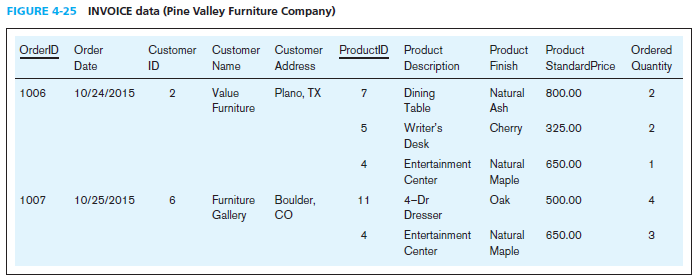 FIGURE 4-25 INVOICE data (Pine Valley Furniture Company)
OrderID Order Customer Customer Customer ProductID Product Product Product Ordered
Date ID Name Address Description Finish StandardPrice Quantity
1006 10/24/2015 2 Value Plano, TX 7 Dining Natural 800.00 2
Furniture Table Ash
5 Writer's Cherry 325.00 2
Desk
4 Entertainment Natural 650.00 1
Center Maple
1007 10/25/2015 6 Furniture Boulder, 11 4–Dr Oak 500.00 4
Gallery CO Dresser
4 Entertainment Natural 650.00 3
Center Maple